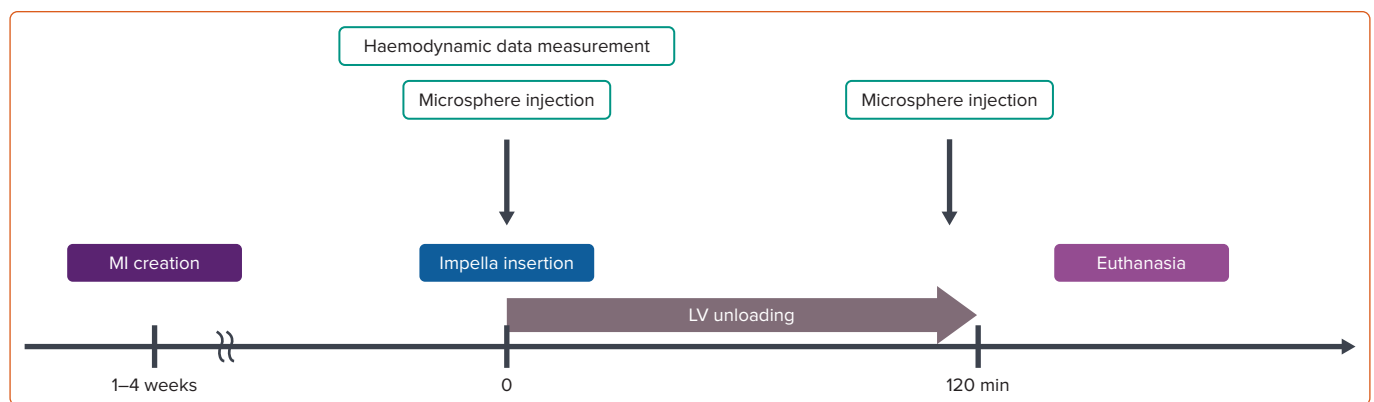 Haemodynamic data measurement
Microsphere injection
Microsphere injection
MI creation
Impella insertion
Euthanasia
LV unloading
1–4 weeks
0
120 min